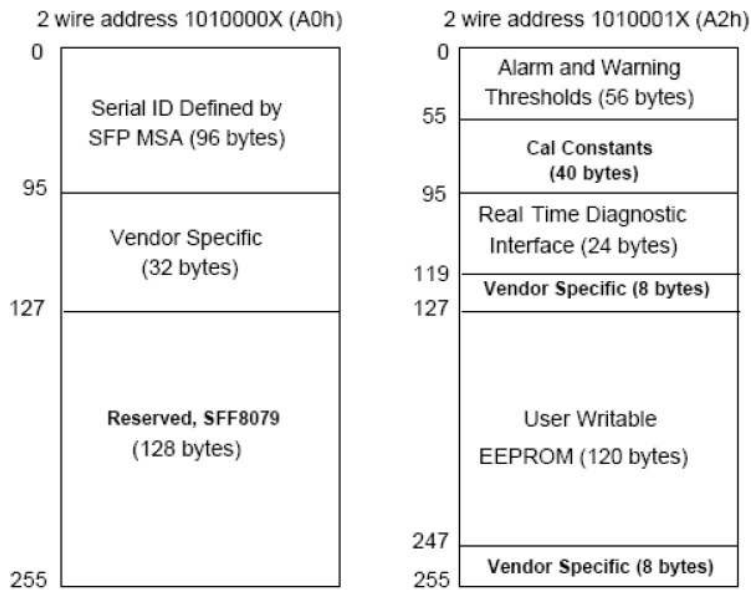 2 wire address 1010000X (A0h)
0
Serial ID Defined by
SFP MSA (96 bytes)
95
Vendor Specific
(32 bytes)
127
Reserved, SFF8079
(128 bytes)
255
2 wire address 1010001X (A2h)
0
Alarm and Warning
Thresholds (56 bytes)
55
Cal Constants
(40 bytes)
95
Real Time Diagnostic
Interface (24 bytes)
119
Vendor Specific (8 bytes)
127
User Writable
EEPROM (120 bytes)
247
Vendor Specific (8 bytes)
255